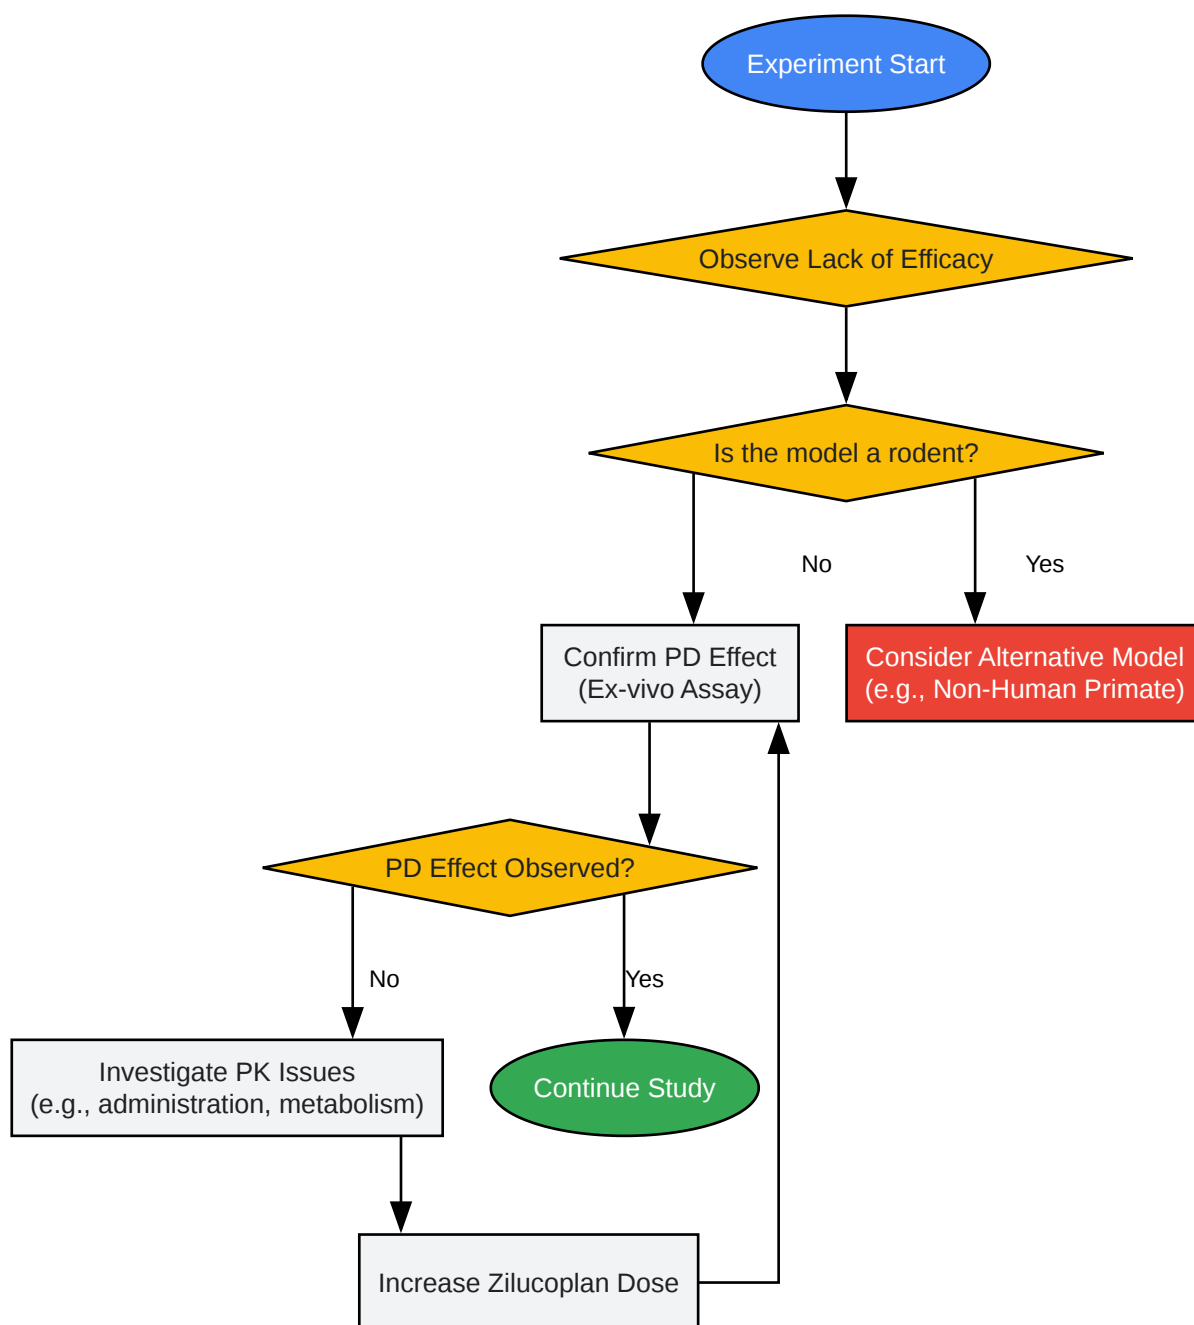 Experiment Start
Observe Lack of Efficacy
Is the model a rodent?
No
Yes
Confirm PD Effect
(Ex-vivo Assay)
Consider Alternative Model
(e.g., Non-Human Primate)
PD Effect Observed?
No
Yes
Investigate PK Issues
(e.g., administration, metabolism)
Continue Study
Increase Zilucoplan Dose